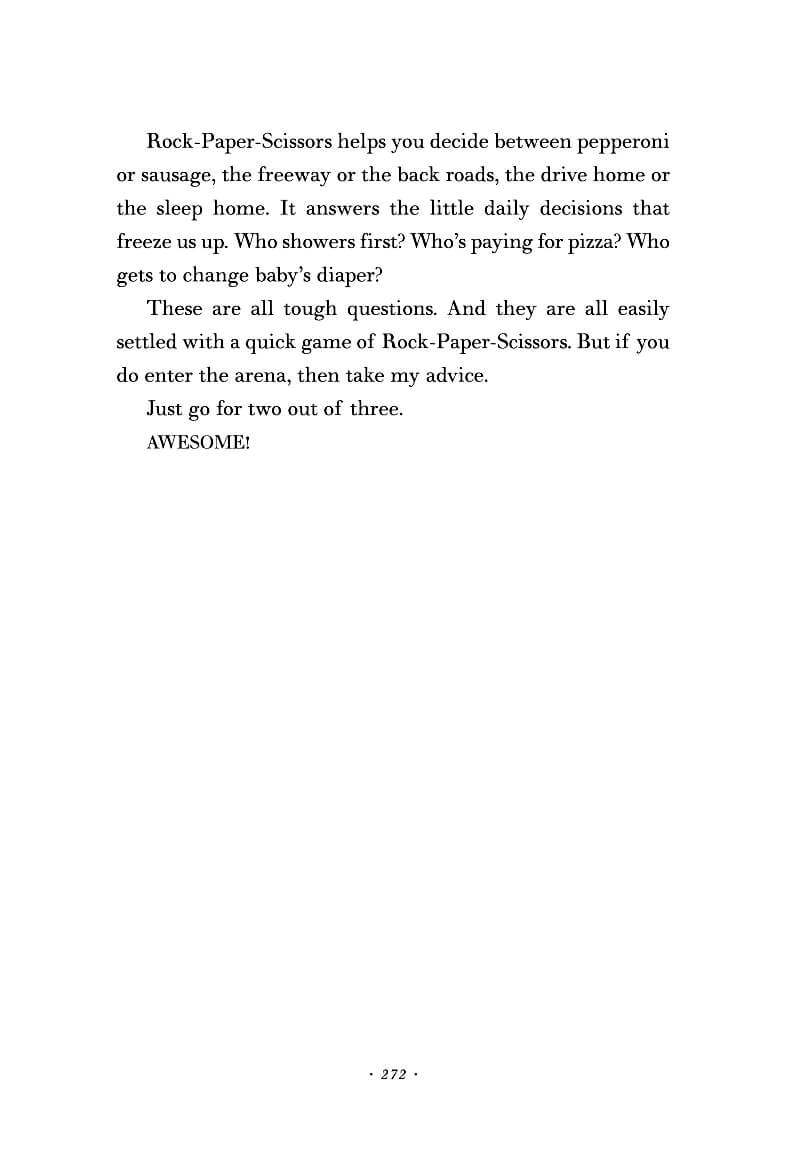 Rock-Paper-Scissors helps you decide between pepperoni
or sausage, the freeway or the back roads, the drive home or
the sleep home. It answers the little daily decisions that
freeze us up. Who showers first? Who’s paying for pizza? Who
gets to change baby’s diaper?
These are all tough questions. And they are all easily
settled with a quick game of Rock-Paper-Scissors. But if you
do enter the arena, then take my advice.
Just go for two out of three.
AWESOME!
· 272 ·